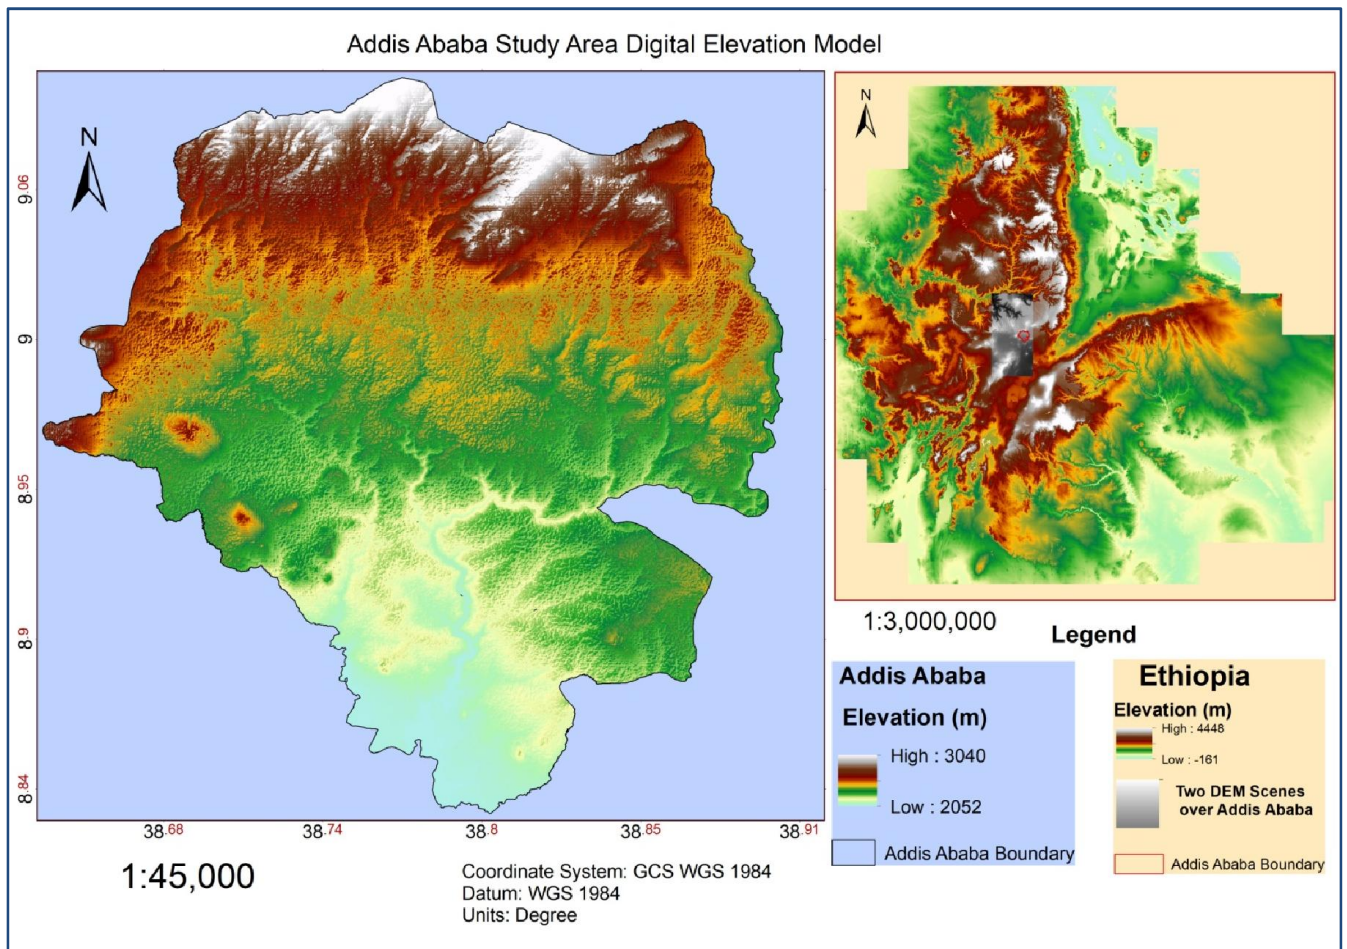 Addis Ababa Study Area Digital Elevation Model
N
N
9.06
9
8.95
8.9
8.84
38.68
38.74
38.8
38.85
38.91
1:45,000
Coordinate System: GCS WGS 1984
Datum: WGS 1984
Units: Degree
1:3,000,000
Legend
Addis Ababa
Elevation (m)
High : 3040
Low : 2052
Addis Ababa Boundary
Ethiopia
Elevation (m)
High : 4448
Low : -161
Two DEM Scenes
over Addis Ababa
Addis Ababa Boundary